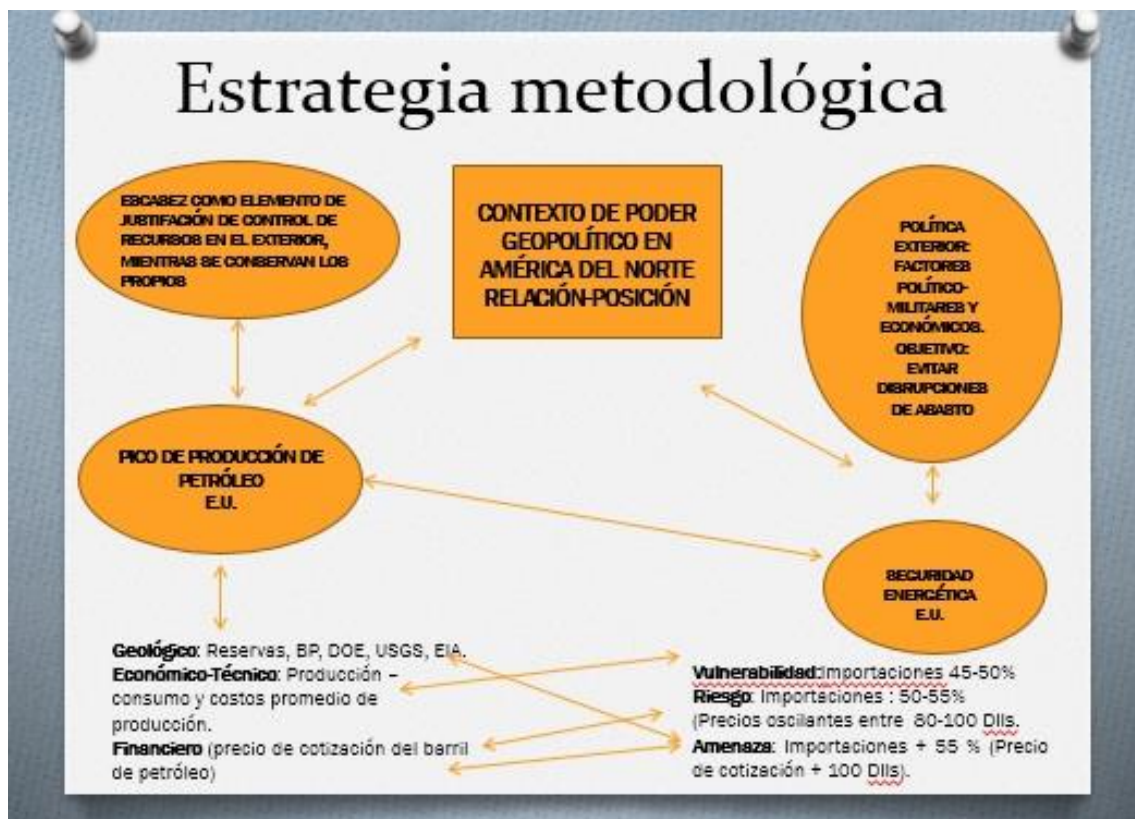 Estrategia metodológica
ESCASEZ COMO ELEMENTO DE
JUSTIFACIÓN DE CONTROL DE
RECURSOS EN EL EXTERIOR,
MIENTRAS SE CONSERVAN LOS
PROPIOS
CONTEXTO DE PODER
GEOPOLÍTICO EN
AMÉRICA DEL NORTE
RELACIÓN-POSICIÓN
POLÍTICA
EXTERIOR:
FACTORES
POLÍTICO-
MILITARES Y
ECONÓMICOS.
OBJETIVO:
EVITAR
DISRUPCIONES
DE ABASTO
PICO DE PRODUCCIÓN DE
PETRÓLEO
E.U.
SEGURIDAD
ENERGÉTICA
E.U.
Geológico: Reservas, BP, DOE, USGS, EIA.
Económico-Técnico: Producción –
consumo y costos promedio de
producción.
Financiero (precio de cotización del barril
de petróleo)
Vulnerabilidad:Importaciones 45-50%
Riesgo: Importaciones : 50-55%
(Precios oscilantes entre 80-100 Dlls.
Amenaza: Importaciones + 55 % (Precio
de cotización + 100 Dlls).